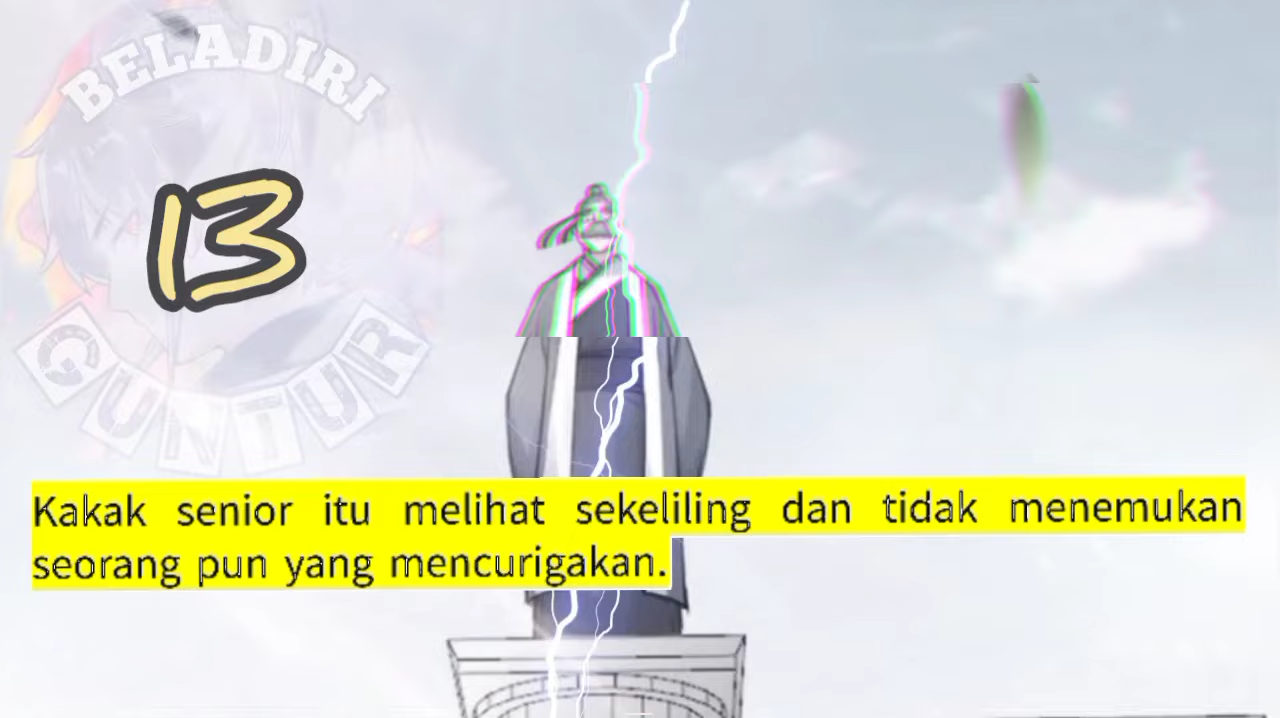 BELADIRI
13
GUNTUR
Kakak senior itu melihat sekeliling dan tidak menemukan
seorang pun yang mencurigakan.